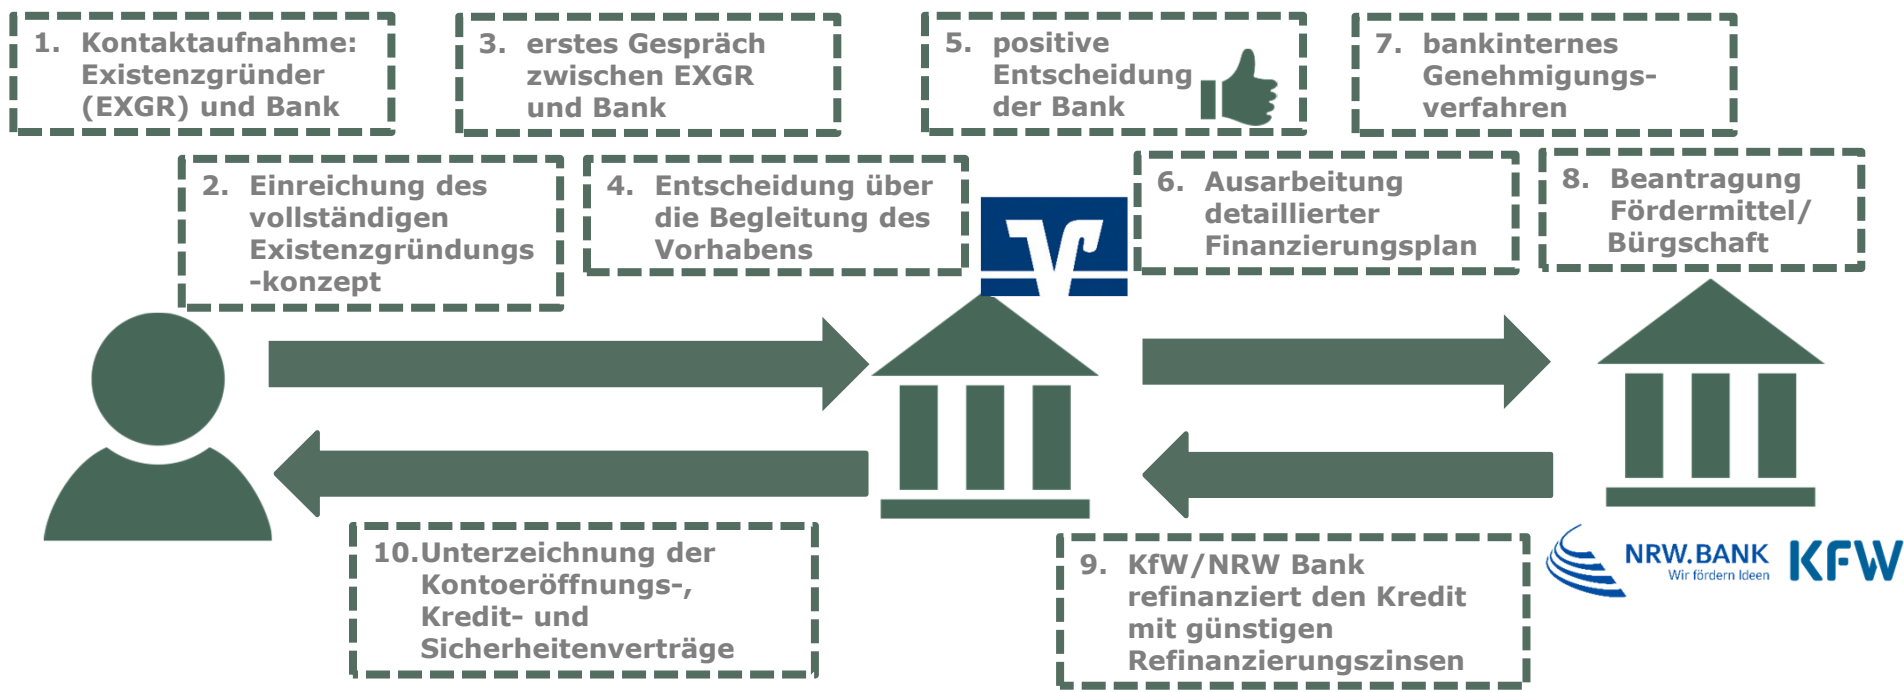 1. Kontaktaufnahme:
Existenzgründer
(EXGR) und Bank
2. Einreichung des
vollständigen
Existenzgründungs
-konzept
3. erstes Gespräch
zwischen EXGR
und Bank
4. Entscheidung über
die Begleitung des
Vorhabens
5. positive
Entscheidung
der Bank
6. Ausarbeitung
detaillierter
Finanzierungsplan
7. bankinternes
Genehmigungs-
verfahren
8. Beantragung
Fördermittel/
Bürgschaft
9. KfW/NRW Bank
refinanziert den Kredit
mit günstigen
Refinanzierungszinsen
NRW.BANK
Wir fördern Ideen
KFW
10.Unterzeichnung der
Kontoeröffnungs-,
Kredit- und
Sicherheitenverträge